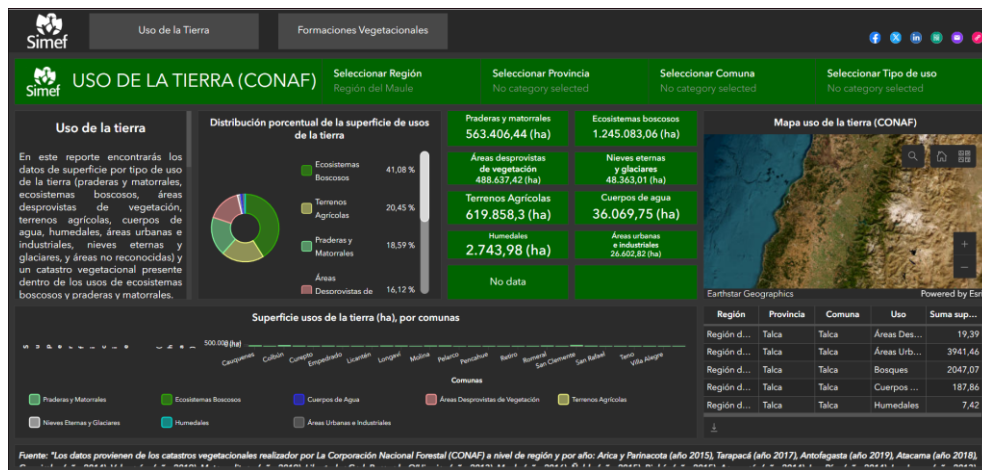 Simef
Uso de la Tierra
Formaciones Vegetacionales
Simef
USO DE LA TIERRA (CONAF)
Seleccionar Región
Región del Maule
Seleccionar Provincia
No category selected
Seleccionar Comuna
No category selected
Seleccionar Tipo de uso
No category selected
Uso de la tierra
En este reporte encontrarás los
datos de superficie por tipo de uso
de la tierra (praderas y matorrales,
ecosistemas boscosos, áreas
desprovistas de vegetación,
terrenos agrícolas, cuerpos de
agua, humedales, áreas urbanas e
industriales, nieves eternas y
glaciares, y áreas no reconocidas) y
un catastro vegetacional presente
dentro de los usos de ecosistemas
boscosos y praderas y matorrales.
Distribución porcentual de la superficie de usos
de la tierra
Ecosistemas
Boscosos
41,08 %
Terrenos
Agrícolas
20,45 %
Praderas y
Matorrales
18,59 %
Áreas
Desprovistas de
16,12 %
Praderas y matorrales
563.406,44 (ha)
Ecosistemas boscosos
1.245.083,06 (ha)
Áreas desprovistas
de vegetación
488.637,42 (ha)
Nieves eternas
y glaciares
48.363,01 (ha)
Terrenos Agrícolas
619.858,3 (ha)
Cuerpos de agua
36.069,75 (ha)
Humedales
2.743,98 (ha)
Áreas urbanas
e industriales
26.602,82 (ha)
No data
Mapa uso de la tierra (CONAF)
Earthstar Geographics
Powered by Esri
Superficie usos de la tierra (ha), por comunas
500.000 (ha)
Cauquenes
Colbún
Curepto
Empedrado
Licantén
Longaví
Molina
Pelarco
Pencahue
Retiro
Romeral
San Clemente
San Rafael
Teno
Villa Alegre
Comunas
Praderas y Matorrales
Ecosistemas Boscosos
Cuerpos de Agua
Áreas Desprovistas de Vegetación
Terrenos Agrícolas
Nieves Eternas y Glaciares
Humedales
Áreas Urbanas e Industriales
Región Provincia Comuna Uso Suma sup...
Región d... Talca Talca Áreas Des... 19,39
Región d... Talca Talca Áreas Urb... 3941,46
Región d... Talca Talca Bosques 2047,07
Región d... Talca Talca Cuerpos ... 187,86
Región d... Talca Talca Humedales 7,42
Fuente: "Los datos provienen de los catastros vegetacionales realizador por La Corporación Nacional Forestal (CONAF) a nivel de región y por año: Arica y Parinacota (año 2015), Tarapacá (año 2017), Antofagasta (año 2019), Atacama (año 2018),